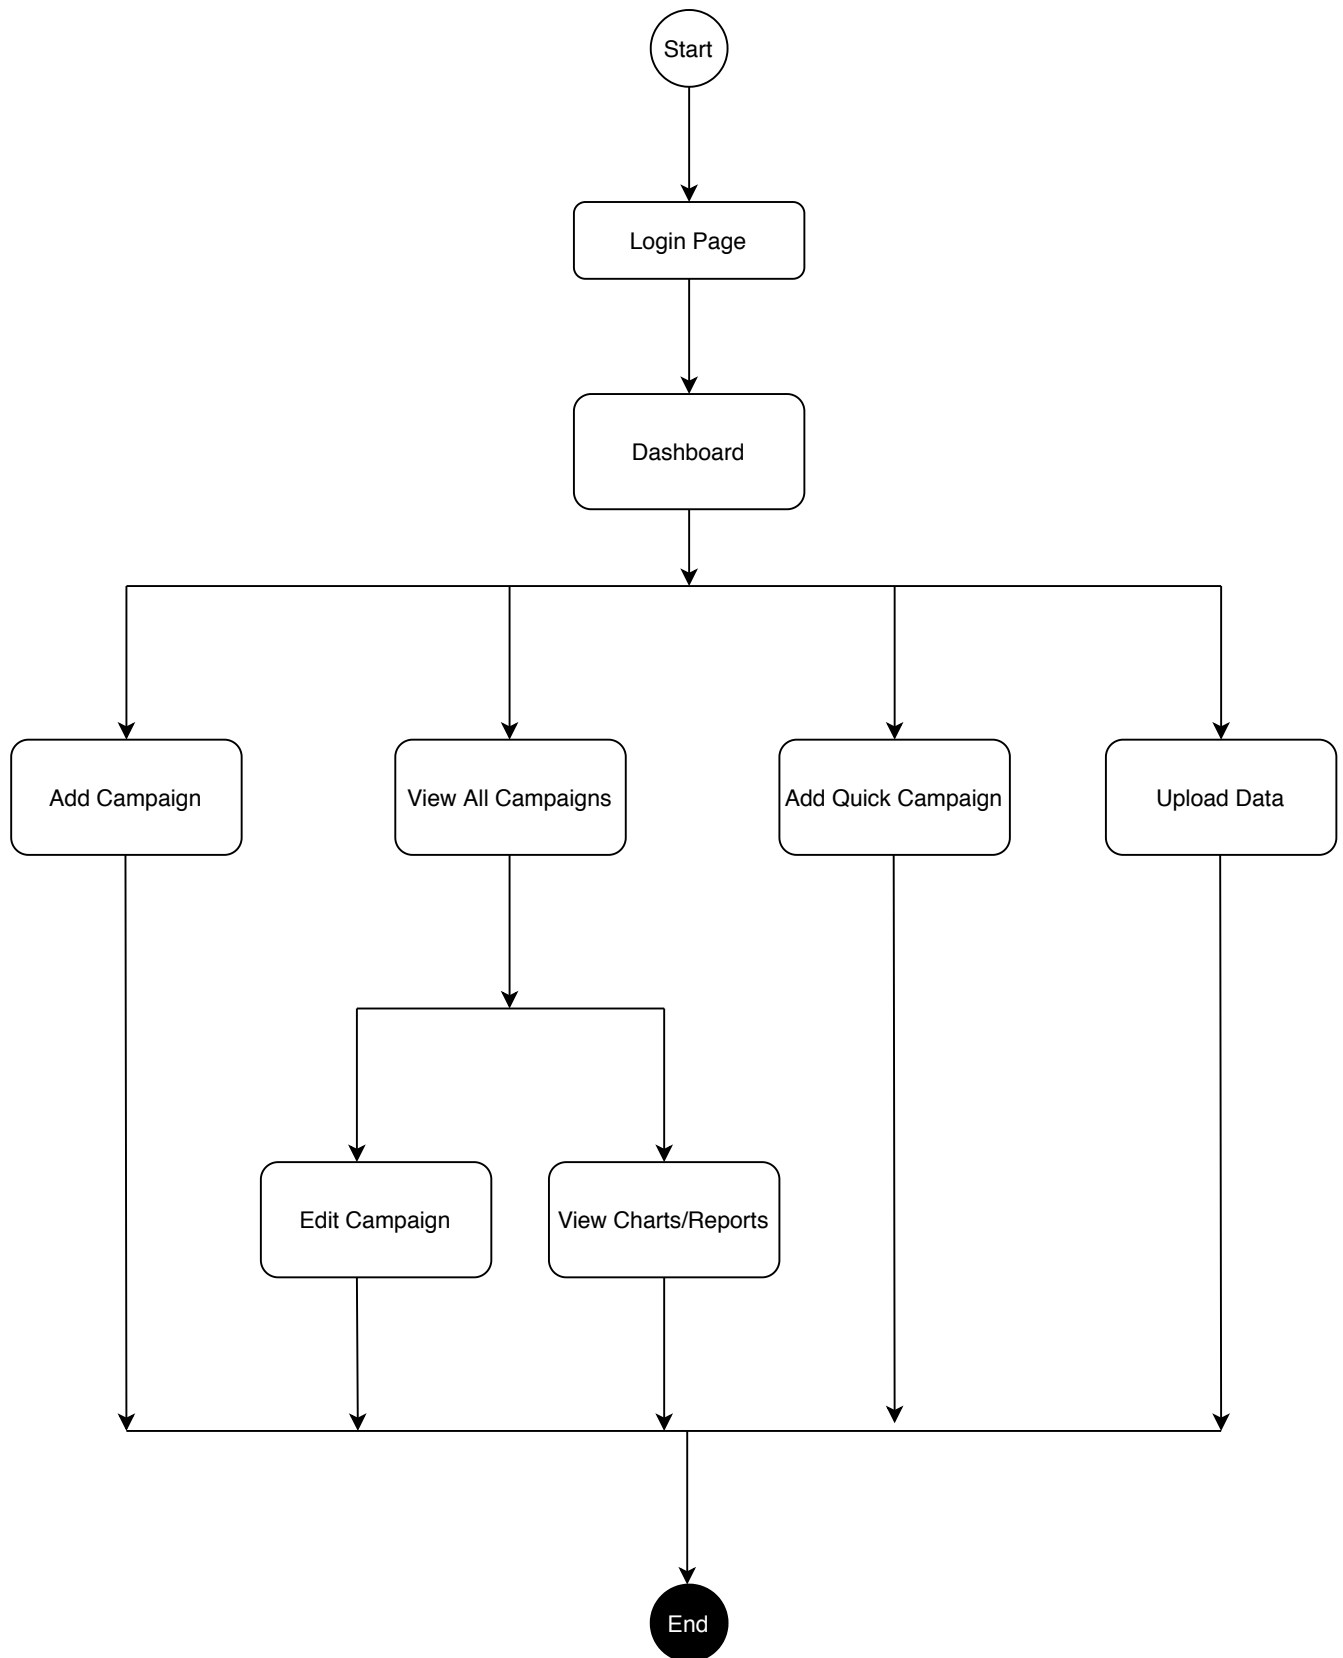 Start
Login Page
Dashboard
Add Campaign
View All Campaigns
Add Quick Campaign
Upload Data
Edit Campaign
View Charts/Reports
End